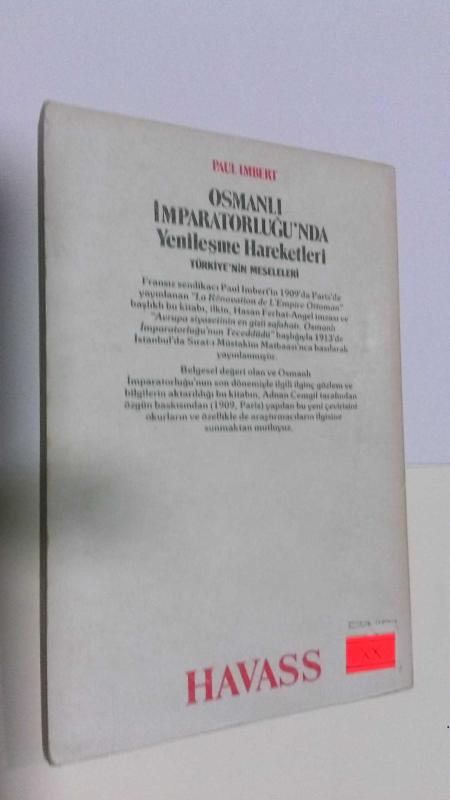 PAUL IMBERT
OSMANLI
İMPARATORLUĞU'NDA
Yenileşme Hareketleri
TÜRKİYE'NİN MESELELERİ
Fransız sendikacı Paul Imbert'in 1909'da Paris'de
yayınlanan "La Rénovation de L'Empire Ottoman"
başlıklı bu kitabı, ilkin, Hasan Ferhat-Angel imzası ve
"Avrupa siyasetinin en gizli safahatı. Osmanlı
İmparatorluğu'nun Teceddüdü" başlığıyla 1913'de
İstanbul'da Sırat-ı Müstakim Matbaası'nca basılarak
yayınlanmıştır.
Belgesel değeri olan ve Osmanlı
İmparatorluğu'nun son dönemiyle ilgili ilginç gözlem ve
bilgilerin aktarıldığı bu kitabın, Adnan Cemgil tarafından
özgün baskısından (1909, Paris) yapılan bu yeni çevirisini
okurların ve özellikle de araştırmacıların ilgisine
sunmaktan mutluyuz.
HAVASS